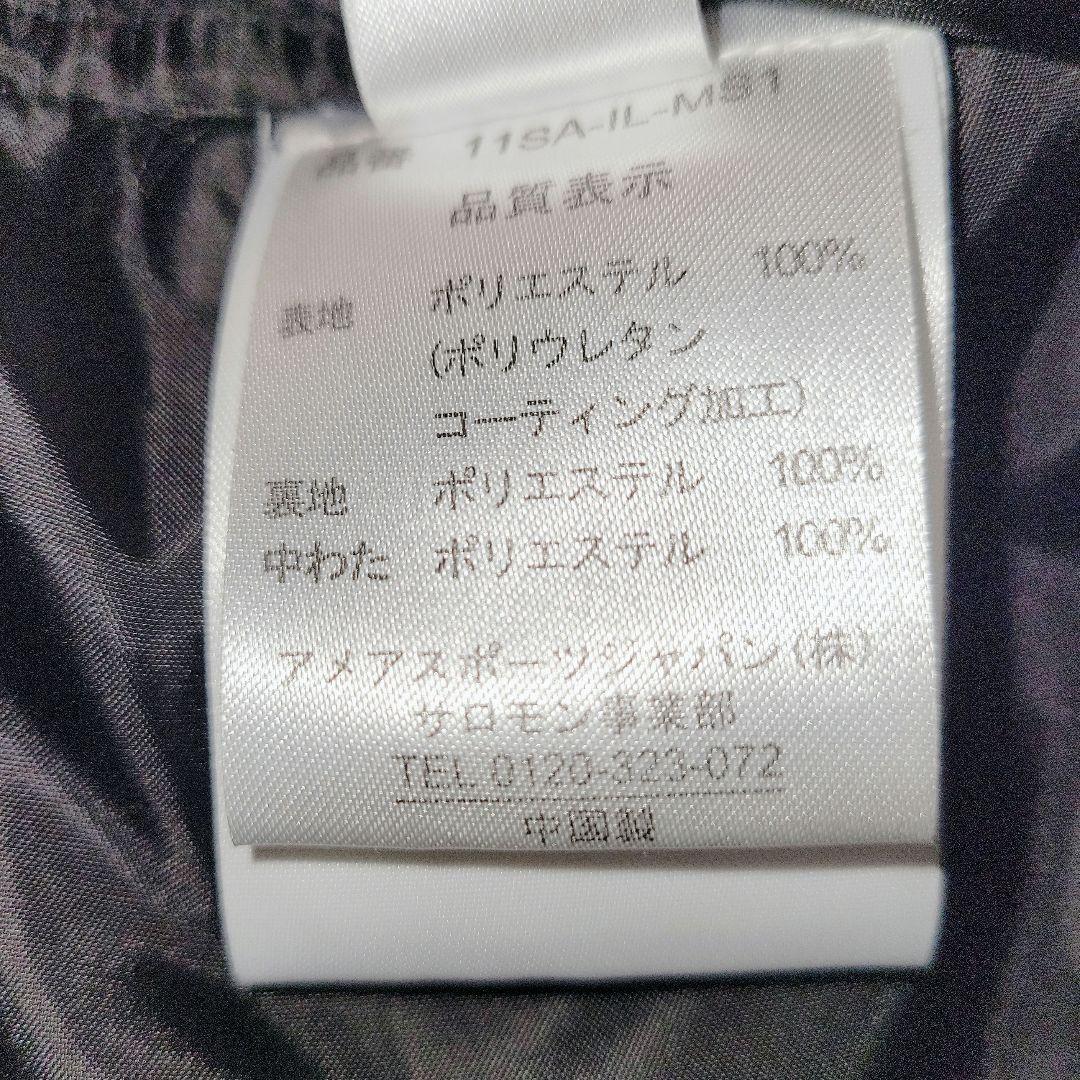 品番 11SA-IL-MS1
品質表示
表地 ポリエステル 100%
(ポリウレタン
コーティング加工)
裏地 ポリエステル 100%
中わた ポリエステル 100%
アメアスポーツジャパン(株)
サロモン事業部
TEL 0120-323-072
中国製